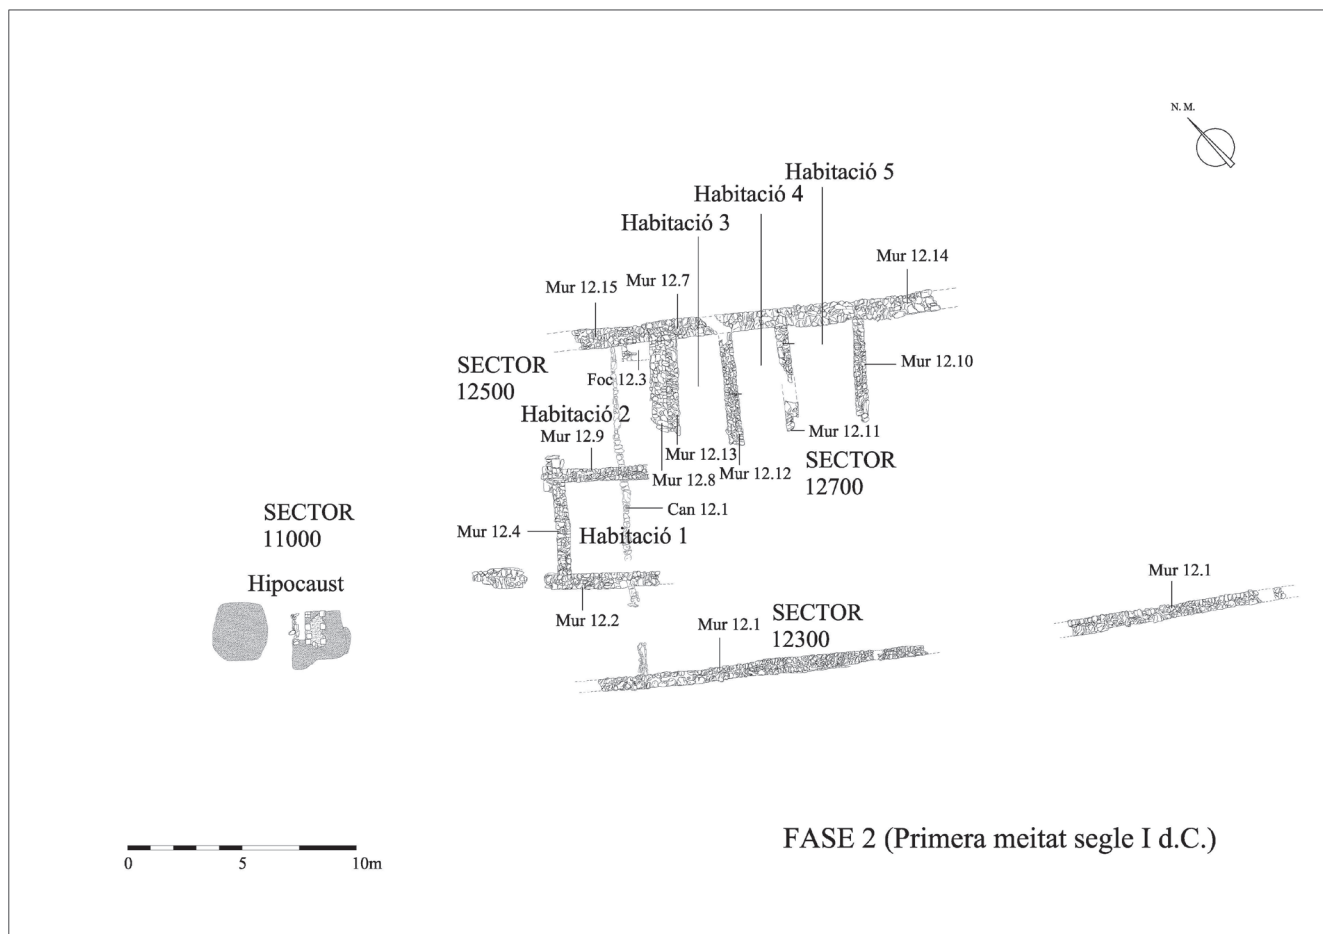 N. M.
Habitació 5
Habitació 4
Habitació 3
Mur 12.14
Mur 12.7
Mur 12.15
SECTOR
12500
Foc 12.3
Mur 12.10
Habitació 2
Mur 12.9
Mur 12.11
Mur 12.13
Mur 12.12
Mur 12.8
SECTOR
12700
Can 12.1
SECTOR
11000
Mur 12.4
Habitació 1
Hipocaust
Mur 12.1
Mur 12.2
Mur 12.1
SECTOR
12300
FASE 2 (Primera meitat segle I d.C.)
0 5 10m